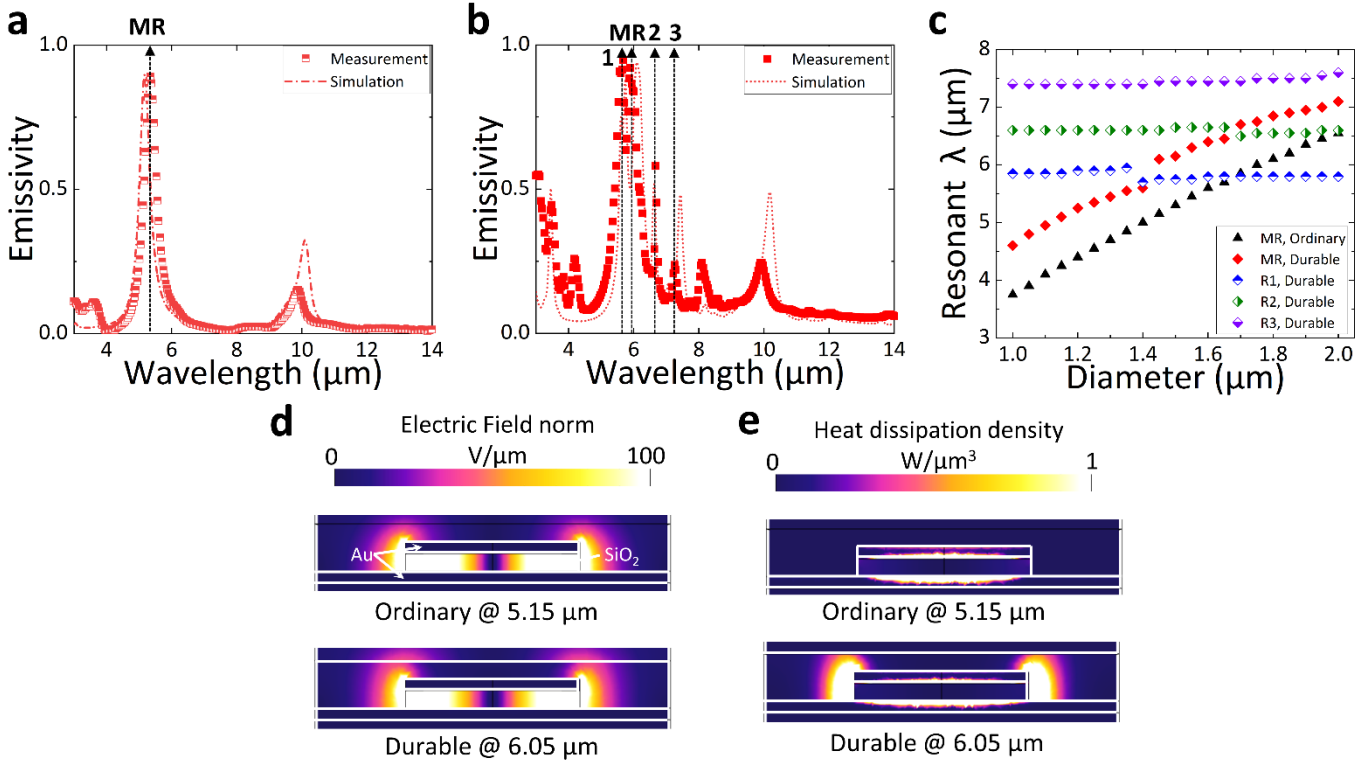 a
MR
1.0
0.5
0.0
Emissivity
Measurement
Simulation
4 6 8 10 12 14
Wavelength (μm)
b
MR 2 3
1
1.0
0.5
0.0
Emissivity
Measurement
Simulation
4 6 8 10 12 14
Wavelength (μm)
c
8
7
6
5
4
3
Resonant λ (μm)
MR, Ordinary
MR, Durable
R1, Durable
R2, Durable
R3, Durable
1.0 1.2 1.4 1.6 1.8 2.0
Diameter (μm)
d
Electric Field norm
0 V/μm 100
Au
SiO₂
Ordinary @ 5.15 μm
Durable @ 6.05 μm
e
Heat dissipation density
0 W/μm³ 1
Ordinary @ 5.15 μm
Durable @ 6.05 μm